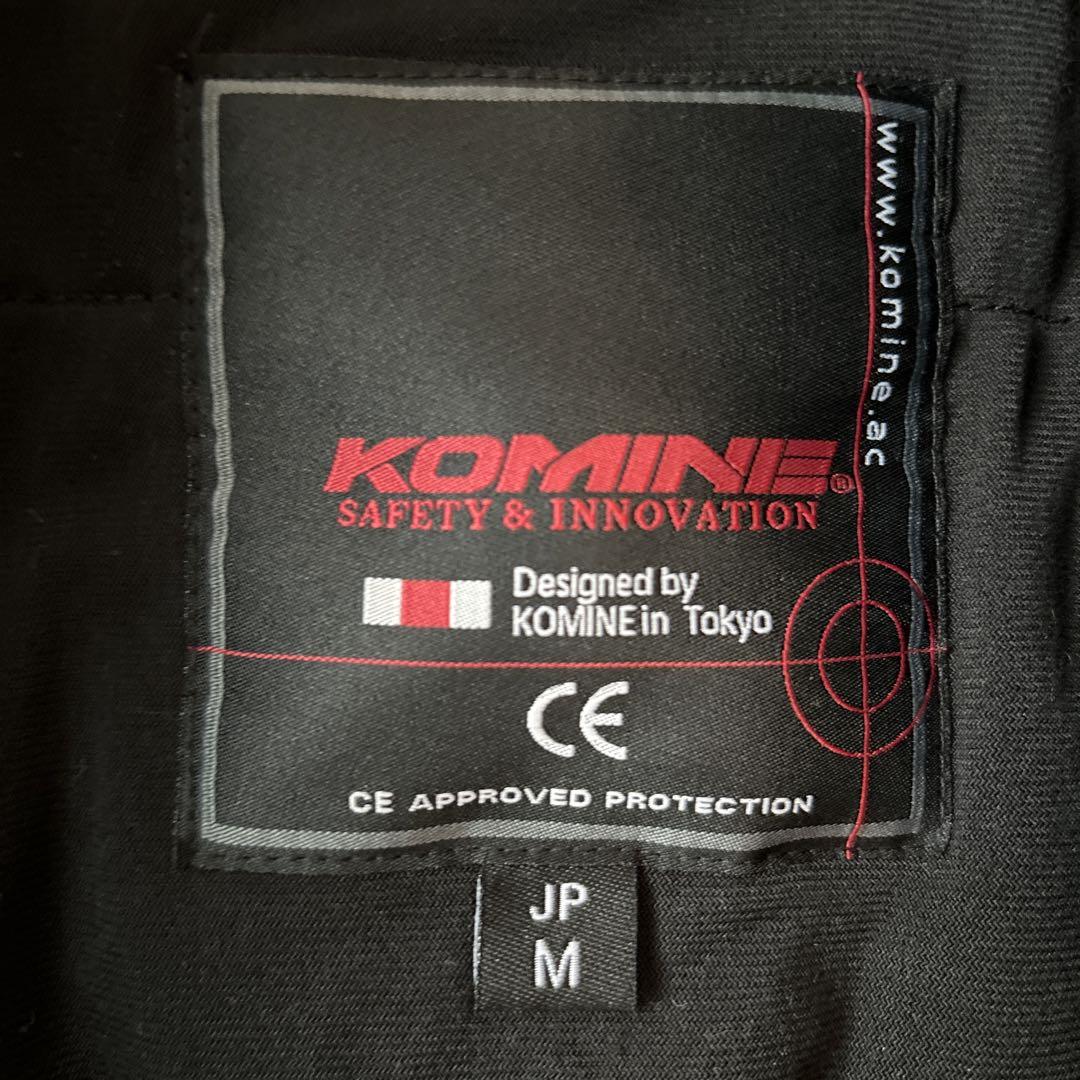 www.komine.ac
KOMINE®
SAFETY & INNOVATION
Designed by
KOMINE in Tokyo
CE
CE APPROVED PROTECTION
JP
M